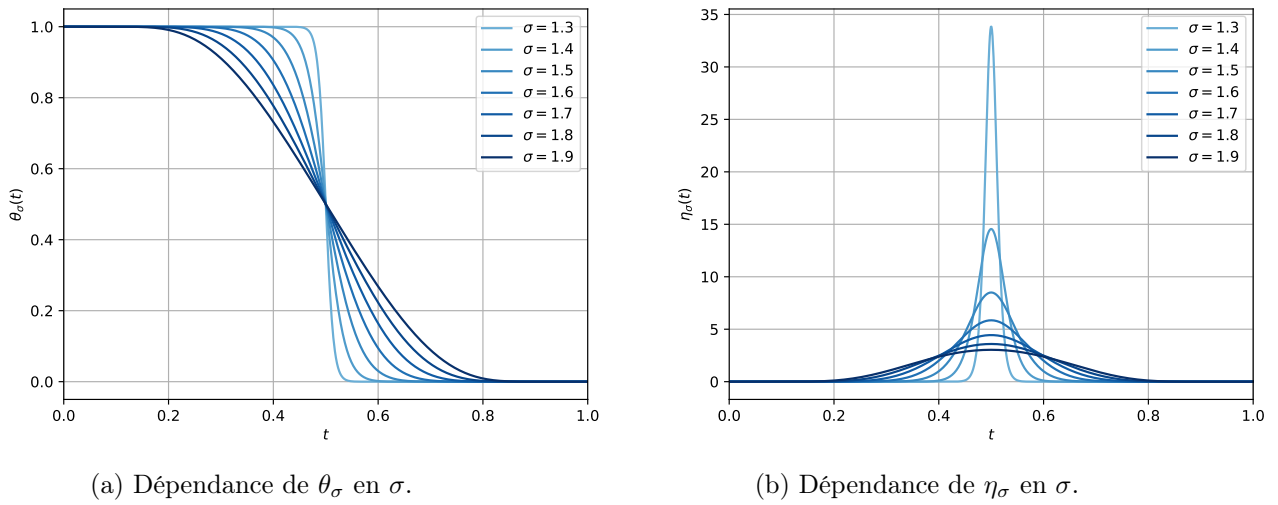 1.0
0.8
0.6
0.4
0.2
0.0
θσ(t)
0.0 0.2 0.4 0.6 0.8 1.0
t
σ = 1.3
σ = 1.4
σ = 1.5
σ = 1.6
σ = 1.7
σ = 1.8
σ = 1.9
(a) Dépendance de θσ en σ.
35
30
25
20
15
10
5
0
ησ(t)
0.0 0.2 0.4 0.6 0.8 1.0
t
σ = 1.3
σ = 1.4
σ = 1.5
σ = 1.6
σ = 1.7
σ = 1.8
σ = 1.9
(b) Dépendance de ησ en σ.